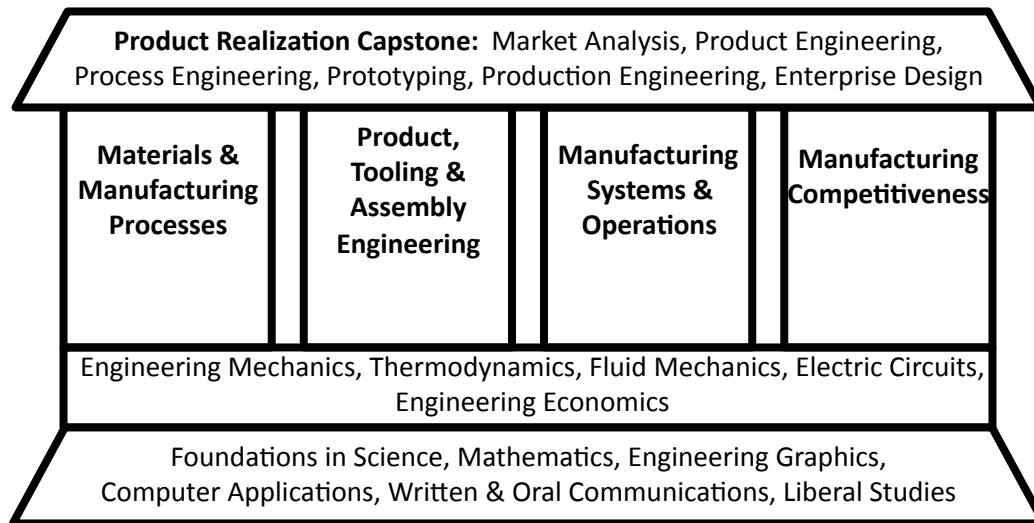 Product Realization Capstone: Market Analysis, Product Engineering,
Process Engineering, Prototyping, Production Engineering, Enterprise Design
Materials &
Manufacturing
Processes
Product,
Tooling &
Assembly
Engineering
Manufacturing
Systems &
Operations
Manufacturing
Competitiveness
Engineering Mechanics, Thermodynamics, Fluid Mechanics, Electric Circuits,
Engineering Economics
Foundations in Science, Mathematics, Engineering Graphics,
Computer Applications, Written & Oral Communications, Liberal Studies